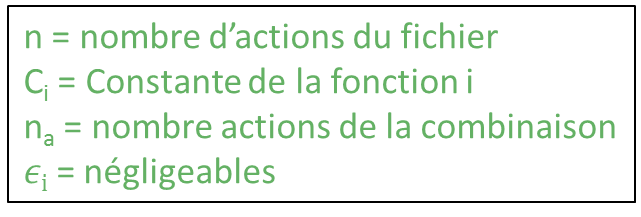 n = nombre d’actions du fichier
Cᵢ = Constante de la fonction i
nₐ = nombre actions de la combinaison
ϵᵢ = négligeables